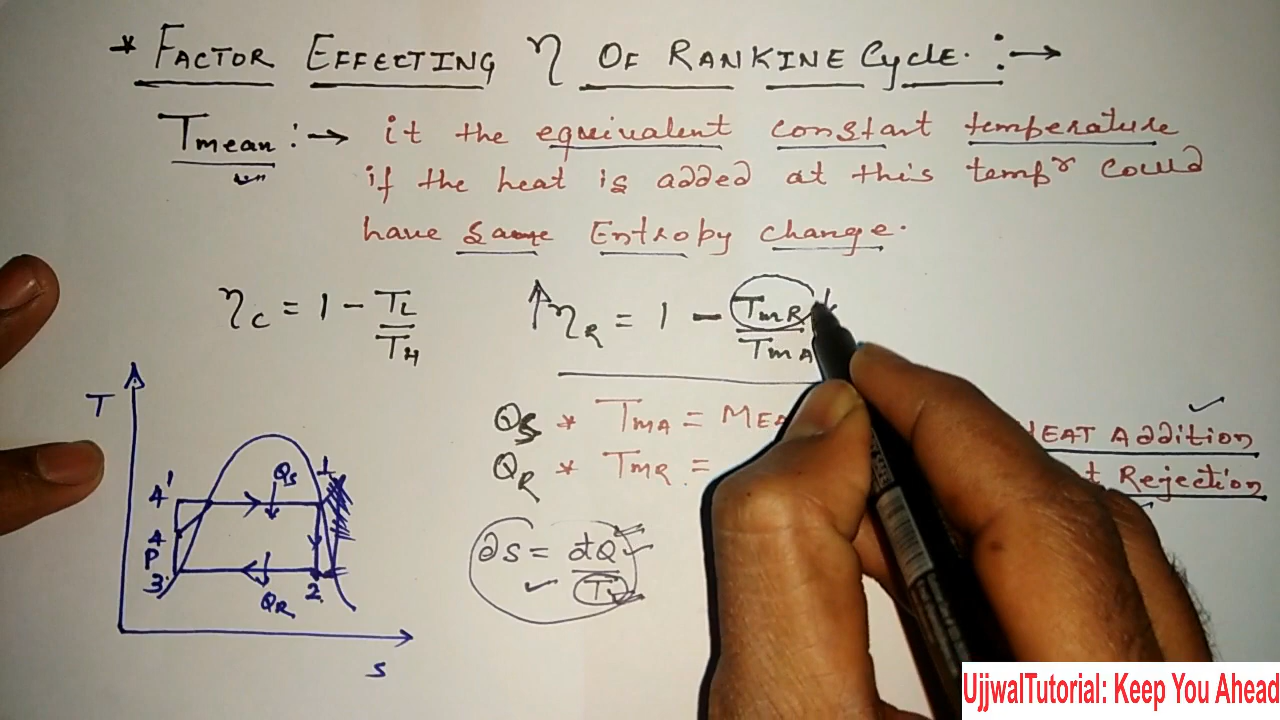 * FACTOR EFFECTING η OF RANKINE CYCLE. :→
Tmean :→ it the equivalent constant temperature
if the heat is added at this tempr could
have same Entropy change.
ηC = 1 - TL/TH
↑ηR = 1 - TMR/TMA
QS * TMA = MEA HEAT Addition
QR * TMR = t Rejection
∂S = dQ/T
T
4'
QS
1
4
P
3
QR
2
S
UjjwalTutorial: Keep You Ahead